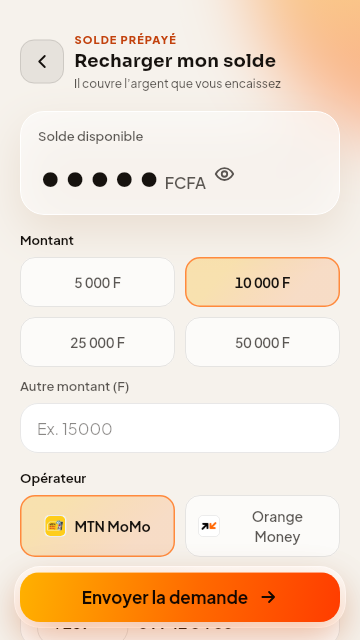 SOLDE PRÉPAYÉ
Recharger mon solde
Il couvre l'argent que vous encaissez
Solde disponible
●●●●● FCFA
Montant
5 000 F
10 000 F
25 000 F
50 000 F
Autre montant (F)
Ex. 15000
Opérateur
MTN MoMo
Orange
Money
Envoyer la demande →